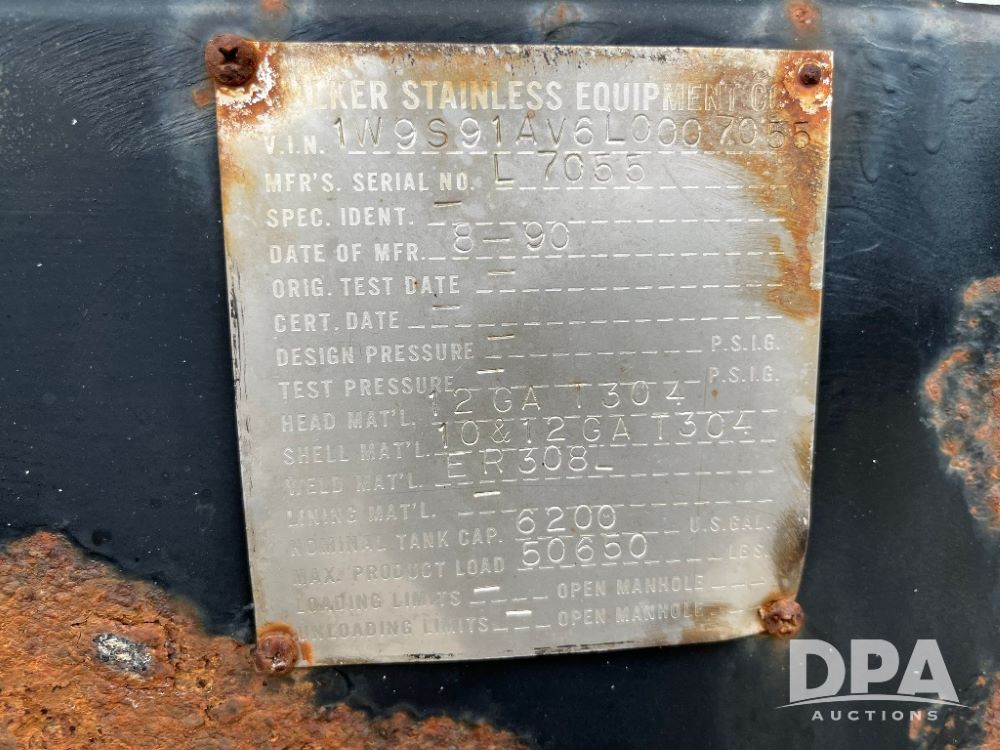 STAINLESS EQUIPMENT CO
V.I.N. 1W9S91AV6L0007055
MFR'S. SERIAL NO. L 7055
SPEC. IDENT. –
DATE OF MFR. 8–90
ORIG. TEST DATE –
CERT. DATE –
DESIGN PRESSURE – P.S.I.G.
TEST PRESSURE – P.S.I.G.
HEAD MAT'L. 12 GA T304
SHELL MAT'L. 10&12 GA T304
WELD MAT'L. ER308L
LINING MAT'L. –
NOMINAL TANK CAP. 6200 U.S. GAL.
MAX. PRODUCT LOAD 50650 LBS
LOADING LIMITS – OPEN MANHOLE
UNLOADING LIMITS – OPEN MANHOLE
DPA
AUCTIONS